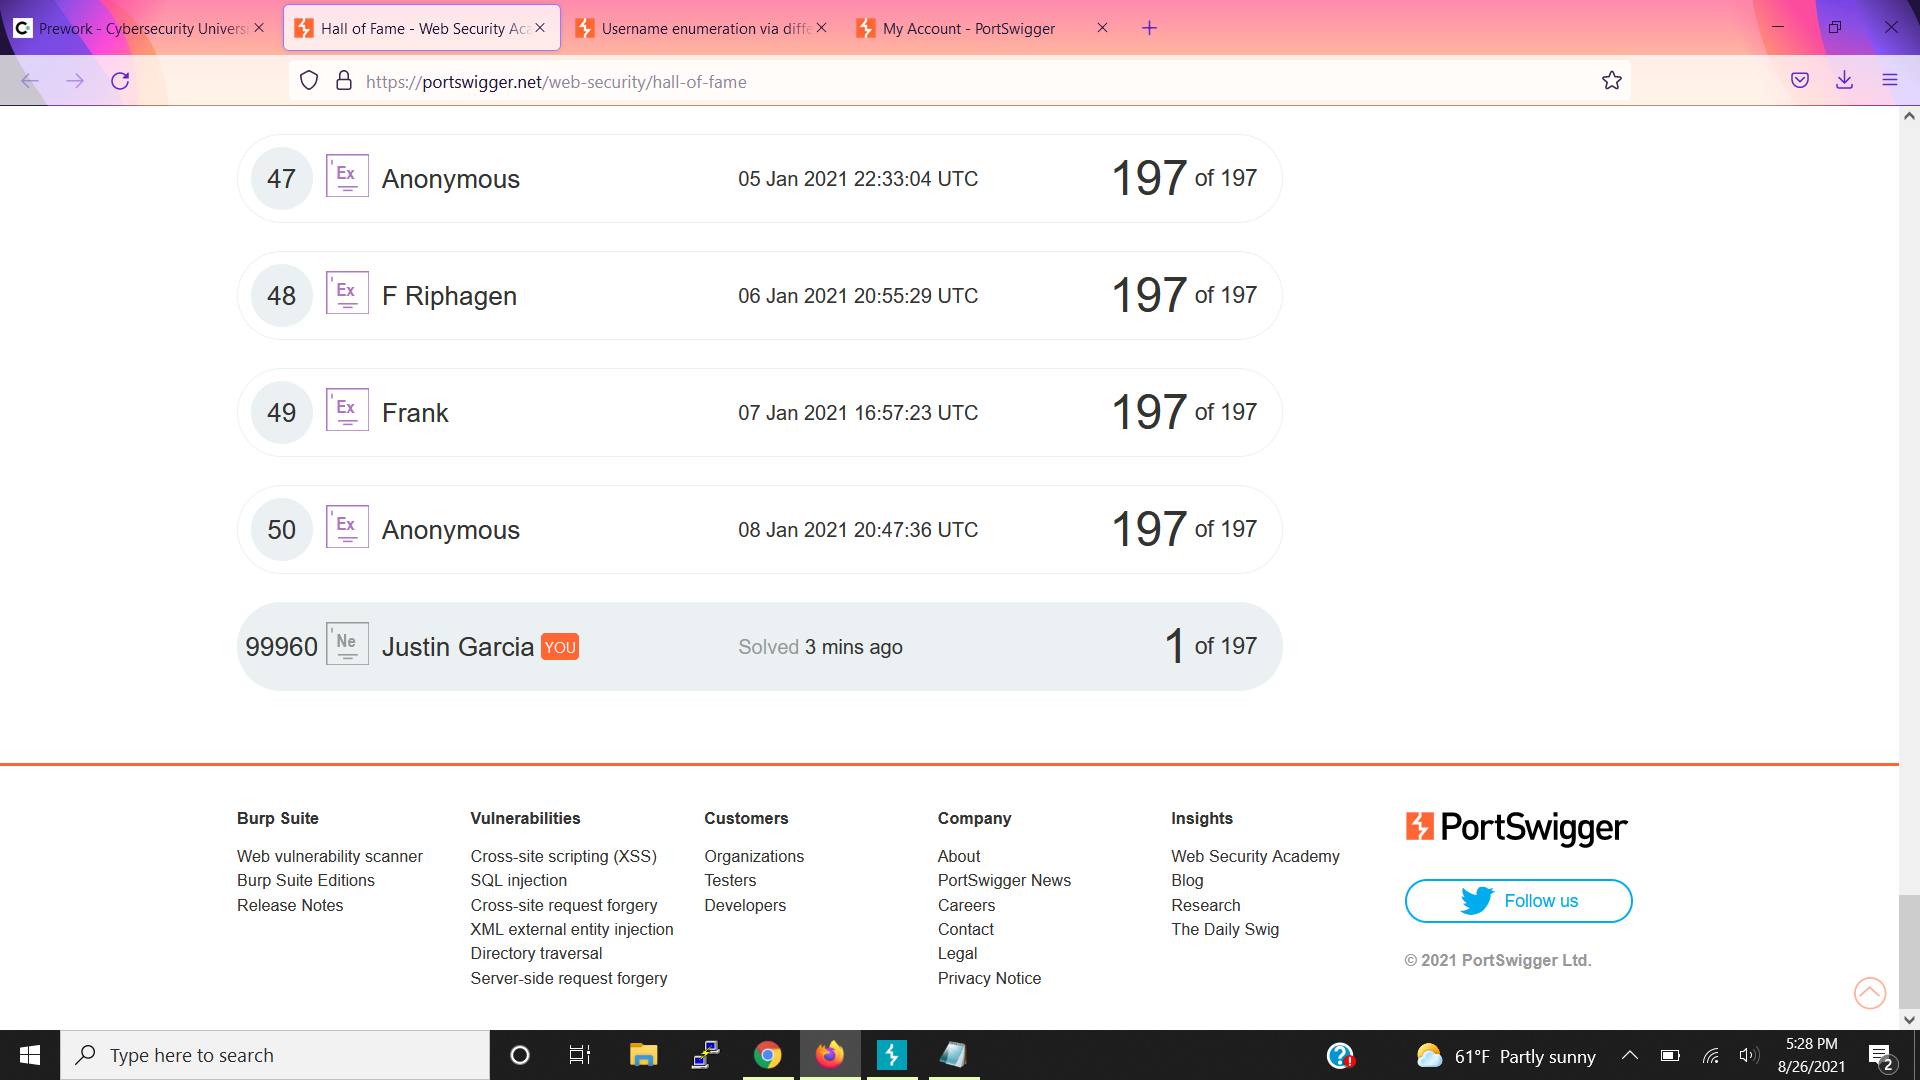 Prework - Cybersecurity Universi
Hall of Fame - Web Security Aca
Username enumeration via diffe
My Account - PortSwigger
https://portswigger.net/web-security/hall-of-fame
47 Ex Anonymous 05 Jan 2021 22:33:04 UTC 197 of 197
48 Ex F Riphagen 06 Jan 2021 20:55:29 UTC 197 of 197
49 Ex Frank 07 Jan 2021 16:57:23 UTC 197 of 197
50 Ex Anonymous 08 Jan 2021 20:47:36 UTC 197 of 197
99960 Ne Justin Garcia YOU Solved 3 mins ago 1 of 197
Burp Suite
Web vulnerability scanner
Burp Suite Editions
Release Notes
Vulnerabilities
Cross-site scripting (XSS)
SQL injection
Cross-site request forgery
XML external entity injection
Directory traversal
Server-side request forgery
Customers
Organizations
Testers
Developers
Company
About
PortSwigger News
Careers
Contact
Legal
Privacy Notice
Insights
Web Security Academy
Blog
Research
The Daily Swig
PortSwigger
Follow us
© 2021 PortSwigger Ltd.
Type here to search
61°F Partly sunny
5:28 PM
8/26/2021
2